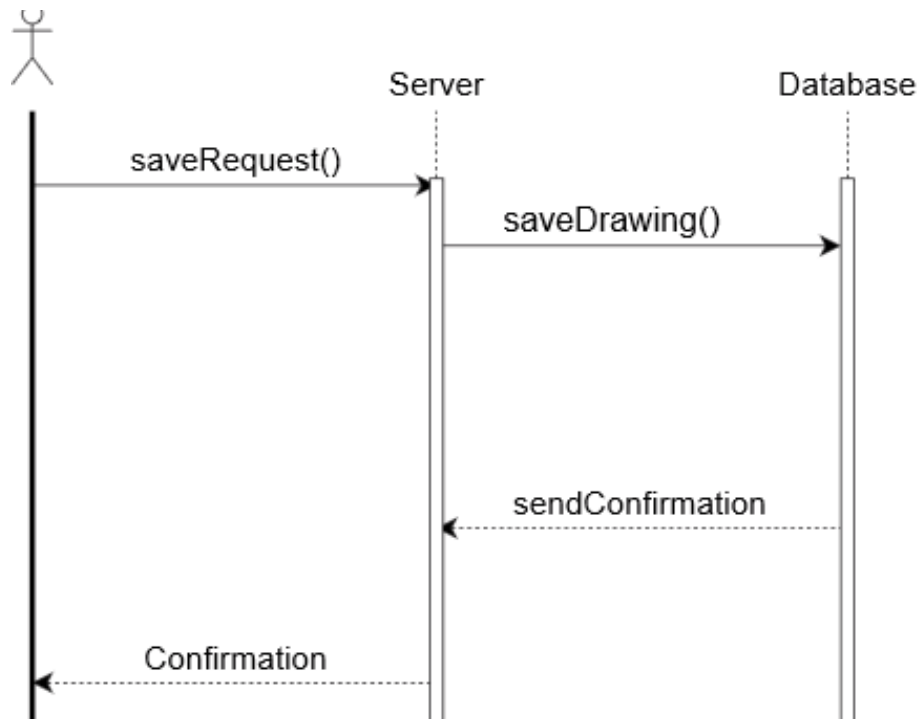 Server
Database
saveRequest()
saveDrawing()
sendConfirmation
Confirmation